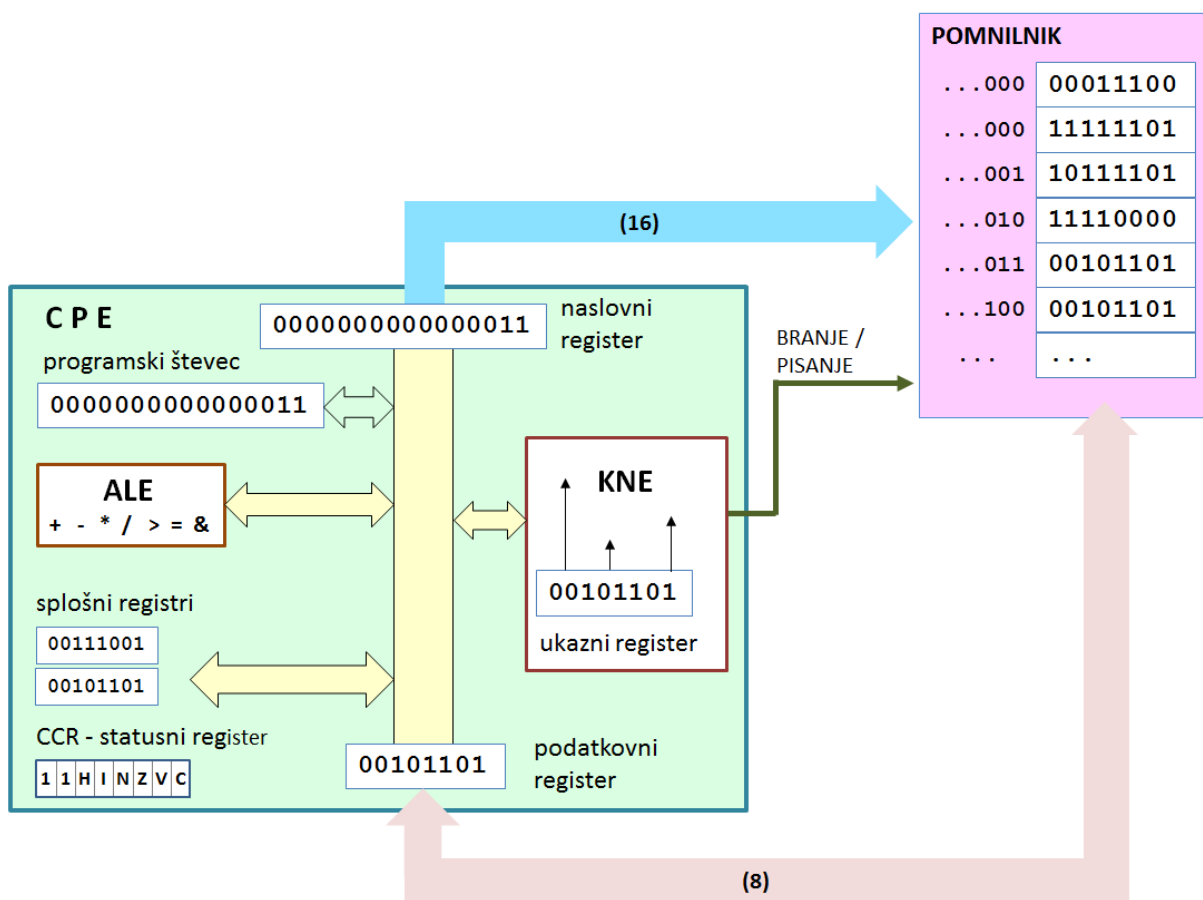 POMNILNIK
...000 00011100
...000 11111101
...001 10111101
...010 11110000
...011 00101101
...100 00101101
... ...
(16)
C P E
0000000000000011
naslovni
register
programski števec
0000000000000011
BRANJE /
PISANJE
ALE
+ - * / > = &
KNE
00101101
ukazni register
splošni registri
00111001
00101101
CCR - statusni register
1 1 H I N Z V C
00101101
podatkovni
register
(8)